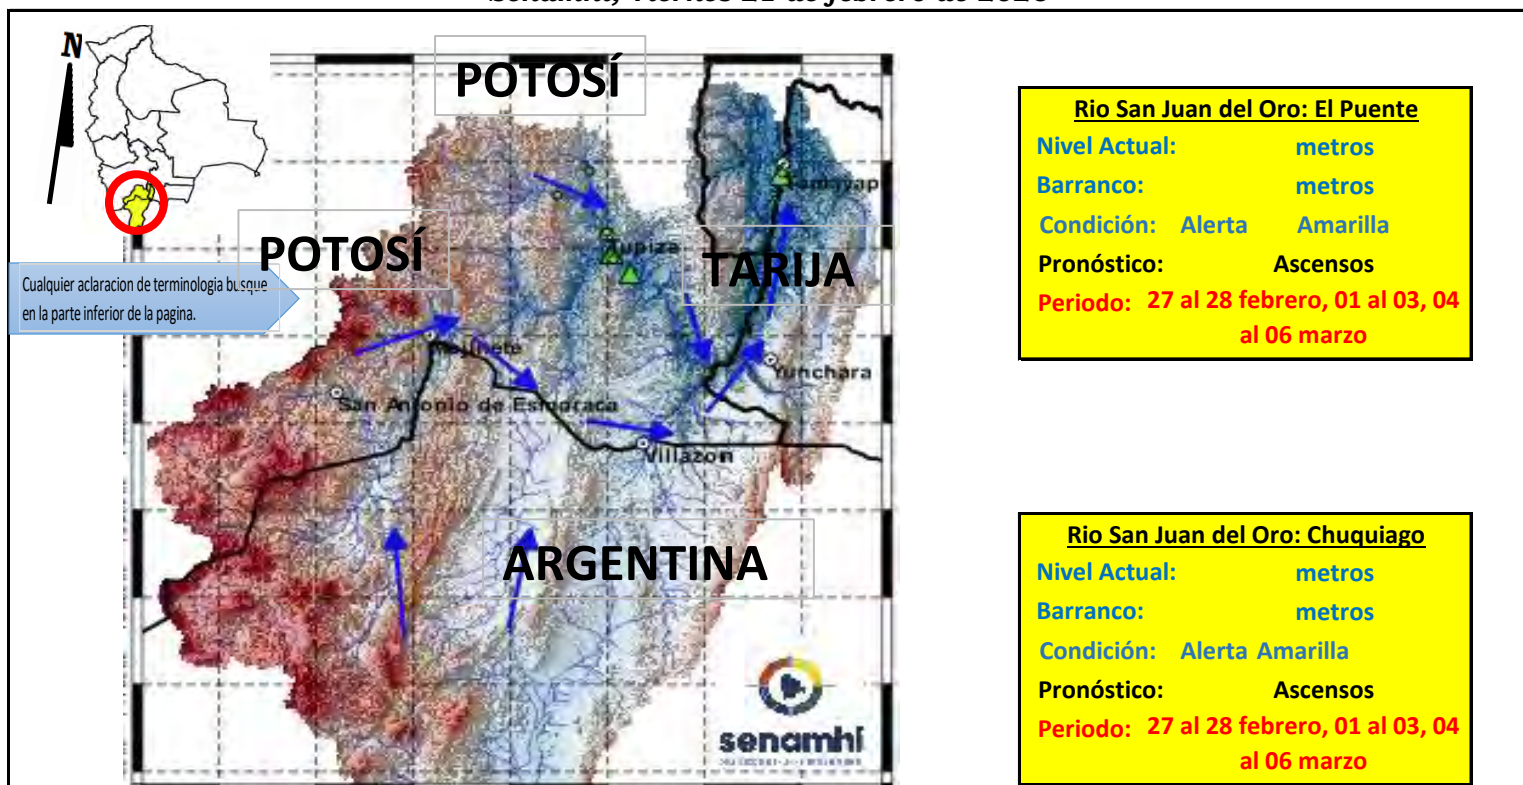 N
POTOSÍ
POTOSÍ
TARIJA
ARGENTINA
Cualquier aclaracion de terminologia busque
en la parte inferior de la pagina.
Tupiza
San Antonio de Esmoraca
Yunchara
Villazon
senamhi
Rio San Juan del Oro: El Puente
Nivel Actual: metros
Barranco: metros
Condición: Alerta Amarilla
Pronóstico: Ascensos
Periodo: 27 al 28 febrero, 01 al 03, 04
al 06 marzo
Rio San Juan del Oro: Chuquiago
Nivel Actual: metros
Barranco: metros
Condición: Alerta Amarilla
Pronóstico: Ascensos
Periodo: 27 al 28 febrero, 01 al 03, 04
al 06 marzo